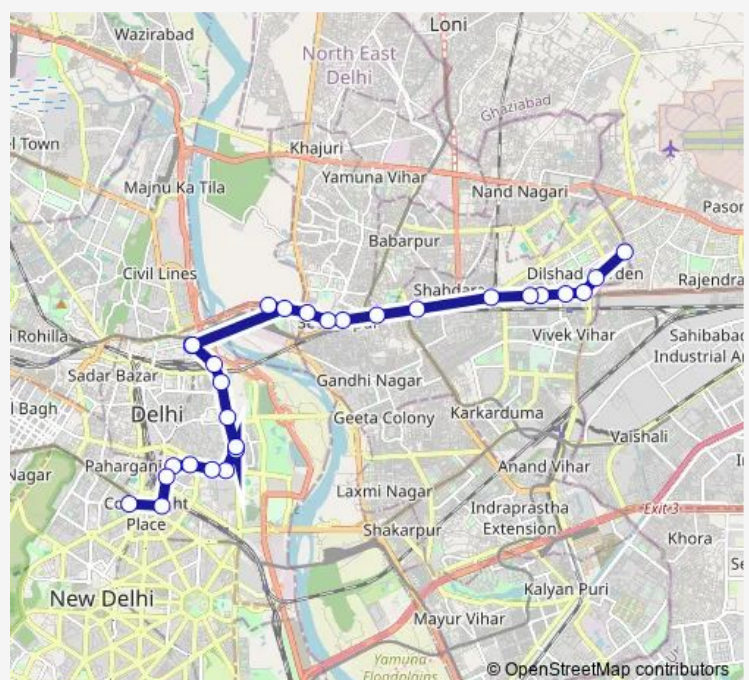 Loni
Wazirabad
North East
Delhi
Ghaziabad
l Town
Khajuri
Yamuna Vihar
Majnu Ka Tila
Nand Nagari
Pason
Babarpur
Civil Lines
Dilshad
den
Rajendra
Shahdara
i Rohilla
Vivek Vihar
Sahibabad
Industrial A
Sadar Bazar
Gandhi Nagar
l Bagh
Delhi
Geeta Colony
Karkarduma
Vaishali
Nagar
Paharganj
Anand Vihar
Laxmi Nagar
Place
Shakarpur
Indraprastha
Extension
Exit 3
Khora
New Delhi
Kalyan Puri
Mayur Vihar
Yamuna
Floodplains
© OpenStreetMap contributors